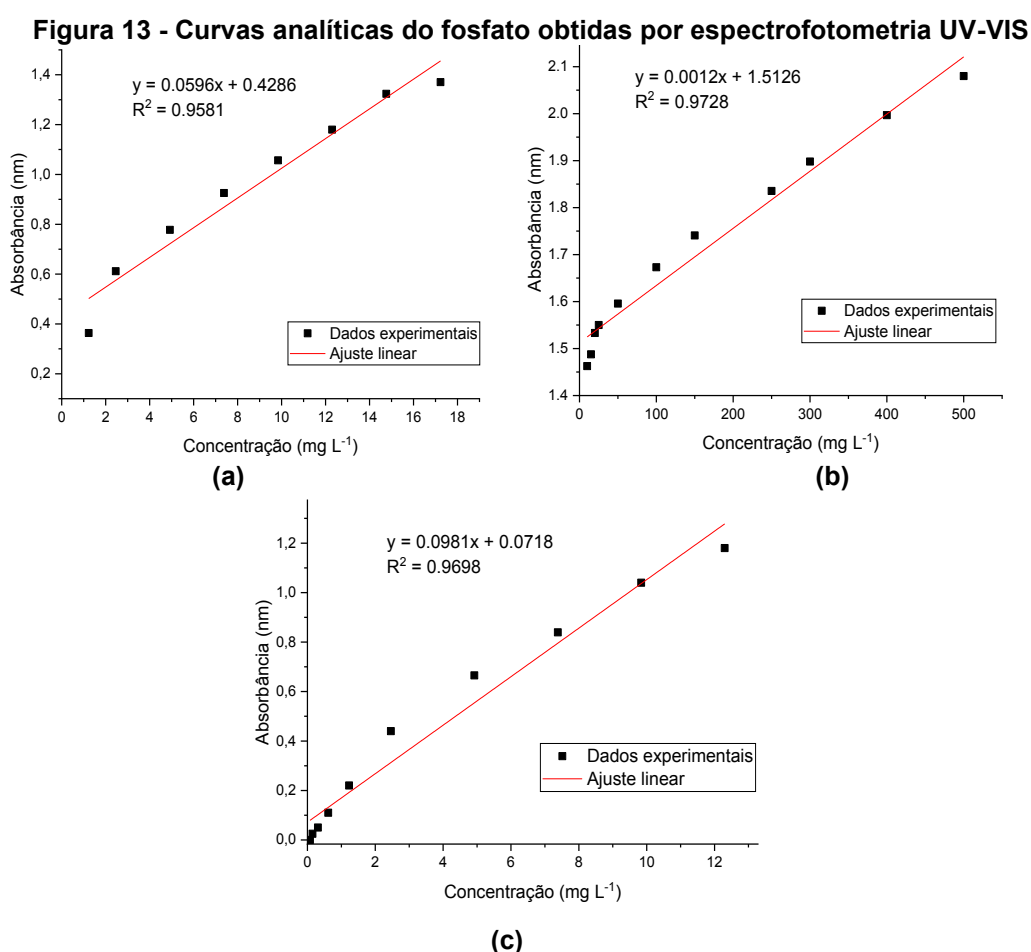 Figura 13 - Curvas analíticas do fosfato obtidas por espectrofotometria UV-VIS
y = 0.0596x + 0.4286
R² = 0.9581
1,4
1,2
1,0
0,8
0,6
0,4
0,2
Absorbância (nm)
Dados experimentais
Ajuste linear
0 2 4 6 8 10 12 14 16 18
Concentração (mg L⁻¹)
(a)
y = 0.0012x + 1.5126
R² = 0.9728
2.1
2.0
1.9
1.8
1.7
1.6
1.5
1.4
Absorbância (nm)
Dados experimentais
Ajuste linear
0 100 200 300 400 500
Concentração (mg L⁻¹)
(b)
y = 0.0981x + 0.0718
R² = 0.9698
1,2
1,0
0,8
0,6
0,4
0,2
0,0
Absorbância (nm)
Dados experimentais
Ajuste linear
0 2 4 6 8 10 12
Concentração (mg L⁻¹)
(c)